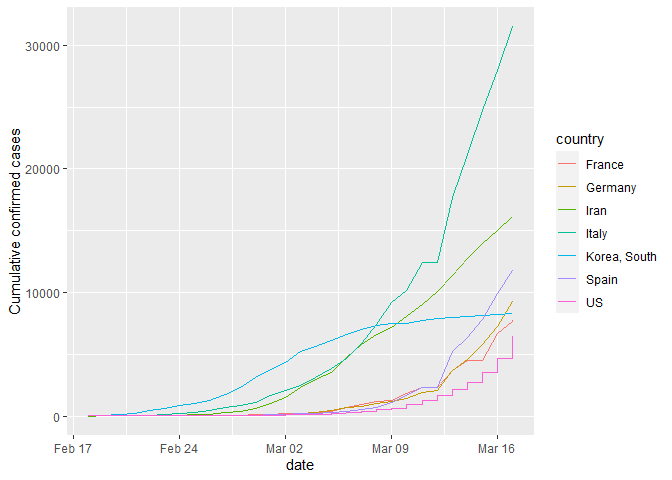 Cumulative confirmed cases
30000
20000
10000
0
Feb 17
Feb 24
Mar 02
Mar 09
Mar 16
date
country
France
Germany
Iran
Italy
Korea, South
Spain
US